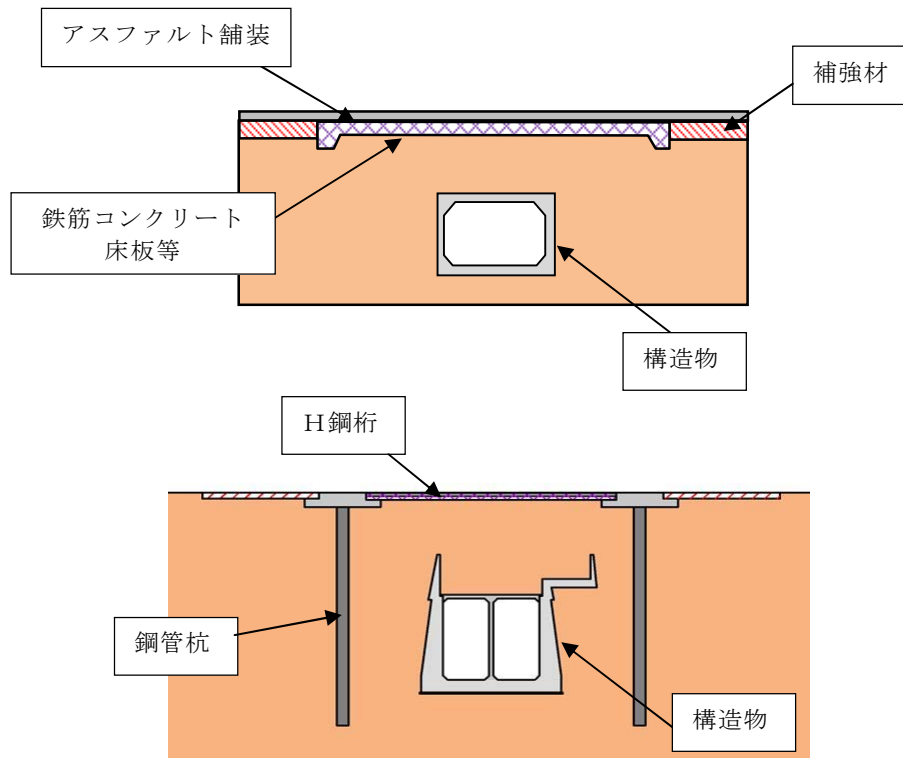 アスファルト舗装
補強材
鉄筋コンクリート
床板等
構造物
Ｈ鋼桁
鋼管杭
構造物